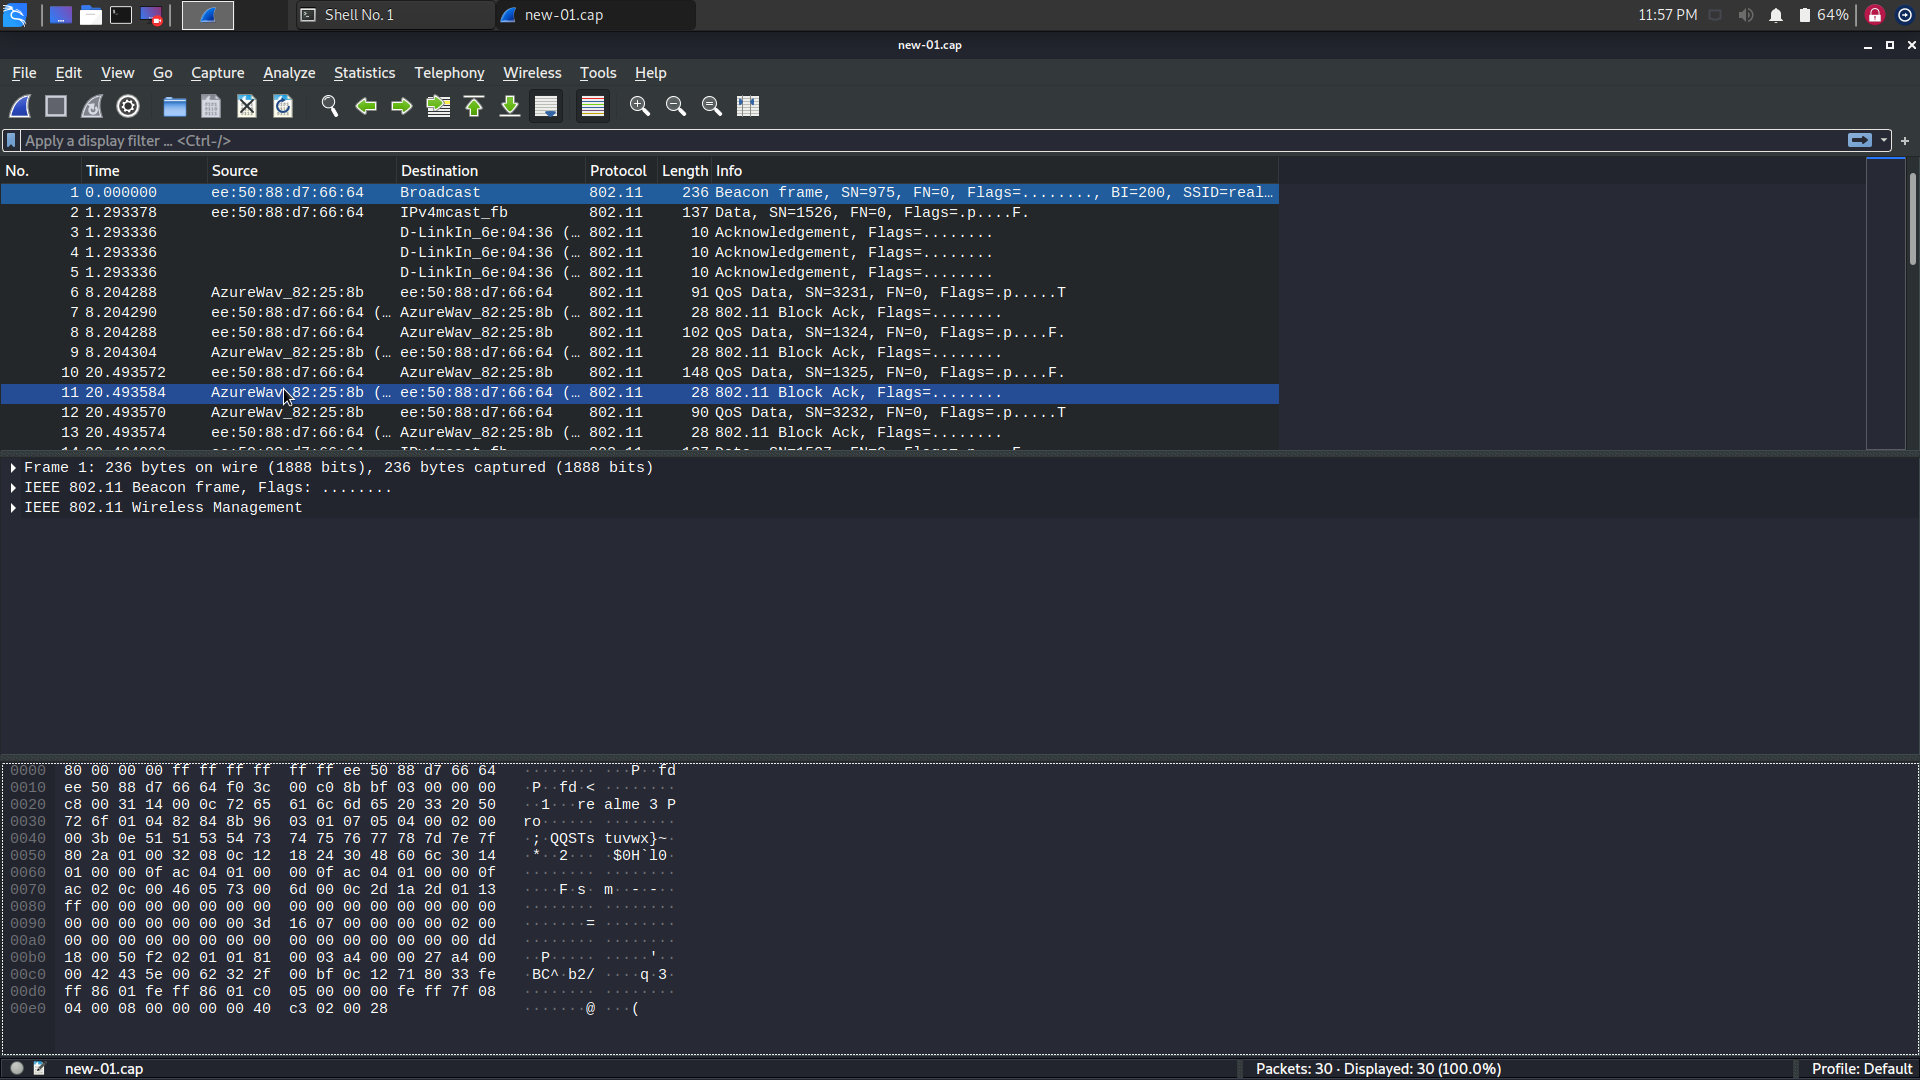 Shell No. 1
new-01.cap
11:57 PM
64%
new-01.cap
File Edit View Go Capture Analyze Statistics Telephony Wireless Tools Help
Apply a display filter … <Ctrl-/>
No. Time Source Destination Protocol Length Info
1 0.000000 ee:50:88:d7:66:64 Broadcast 802.11 236 Beacon frame, SN=975, FN=0, Flags=........, BI=200, SSID=real…
2 1.293378 ee:50:88:d7:66:64 IPv4mcast_fb 802.11 137 Data, SN=1526, FN=0, Flags=.p....F.
3 1.293336 D-LinkIn_6e:04:36 (… 802.11 10 Acknowledgement, Flags=........
4 1.293336 D-LinkIn_6e:04:36 (… 802.11 10 Acknowledgement, Flags=........
5 1.293336 D-LinkIn_6e:04:36 (… 802.11 10 Acknowledgement, Flags=........
6 8.204288 AzureWav_82:25:8b ee:50:88:d7:66:64 802.11 91 QoS Data, SN=3231, FN=0, Flags=.p.....T
7 8.204290 ee:50:88:d7:66:64 (… AzureWav_82:25:8b (… 802.11 28 802.11 Block Ack, Flags=........
8 8.204288 ee:50:88:d7:66:64 AzureWav_82:25:8b 802.11 102 QoS Data, SN=1324, FN=0, Flags=.p....F.
9 8.204304 AzureWav_82:25:8b (… ee:50:88:d7:66:64 (… 802.11 28 802.11 Block Ack, Flags=........
10 20.493572 ee:50:88:d7:66:64 AzureWav_82:25:8b 802.11 148 QoS Data, SN=1325, FN=0, Flags=.p....F.
11 20.493584 AzureWav_82:25:8b (… ee:50:88:d7:66:64 (… 802.11 28 802.11 Block Ack, Flags=........
12 20.493570 AzureWav_82:25:8b ee:50:88:d7:66:64 802.11 90 QoS Data, SN=3232, FN=0, Flags=.p.....T
13 20.493574 ee:50:88:d7:66:64 (… AzureWav_82:25:8b (… 802.11 28 802.11 Block Ack, Flags=........
Frame 1: 236 bytes on wire (1888 bits), 236 bytes captured (1888 bits)
IEEE 802.11 Beacon frame, Flags: ........
IEEE 802.11 Wireless Management
0000 80 00 00 00 ff ff ff ff ff ff ee 50 88 d7 66 64 ········ ···P··fd
0010 ee 50 88 d7 66 64 f0 3c 00 c0 8b bf 03 00 00 00 ·P··fd·< ········
0020 c8 00 31 14 00 0c 72 65 61 6c 6d 65 20 33 20 50 ··1···re alme 3 P
0030 72 6f 01 04 82 84 8b 96 03 01 07 05 04 00 02 00 ro······ ········
0040 00 3b 0e 51 51 53 54 73 74 75 76 77 78 7d 7e 7f ·;·QQSTs tuvwx}~·
0050 80 2a 01 00 32 08 0c 12 18 24 30 48 60 6c 30 14 ·*··2··· ·$0H`l0·
0060 01 00 00 0f ac 04 01 00 00 0f ac 04 01 00 00 0f ········ ········
0070 ac 02 0c 00 46 05 73 00 6d 00 0c 2d 1a 2d 01 13 ····F·s· m··-·-··
0080 ff 00 00 00 00 00 00 00 00 00 00 00 00 00 00 00 ········ ········
0090 00 00 00 00 00 00 00 3d 16 07 00 00 00 00 02 00 ·······= ········
00a0 00 00 00 00 00 00 00 00 00 00 00 00 00 00 00 dd ········ ········
00b0 18 00 50 f2 02 01 01 81 00 03 a4 00 00 27 a4 00 ··P····· ·····'··
00c0 00 42 43 5e 00 62 32 2f 00 bf 0c 12 71 80 33 fe ·BC^·b2/ ····q·3·
00d0 ff 86 01 fe ff 86 01 c0 05 00 00 00 fe ff 7f 08 ········ ········
00e0 04 00 08 00 00 00 00 40 c3 02 00 28 ·······@ ···(
new-01.cap
Packets: 30 · Displayed: 30 (100.0%)
Profile: Default